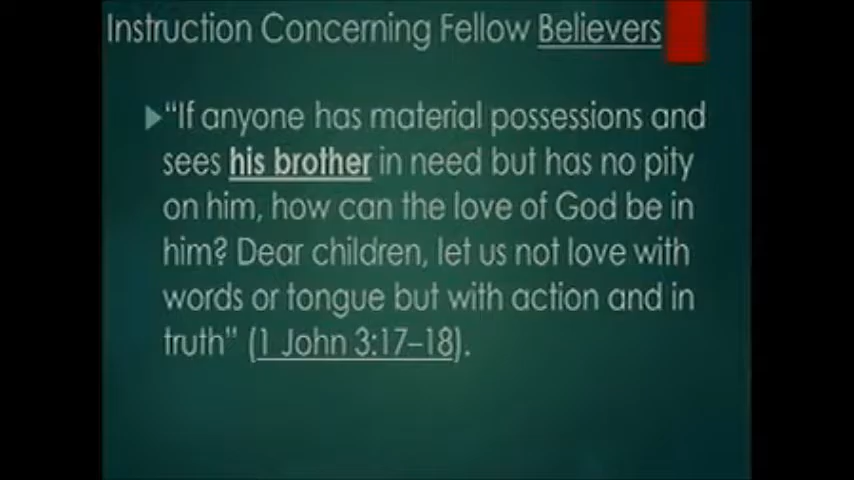 Instruction Concerning Fellow Believers
“If anyone has material possessions and
sees his brother in need but has no pity
on him, how can the love of God be in
him? Dear children, let us not love with
words or tongue but with action and in
truth” (1 John 3:17–18).